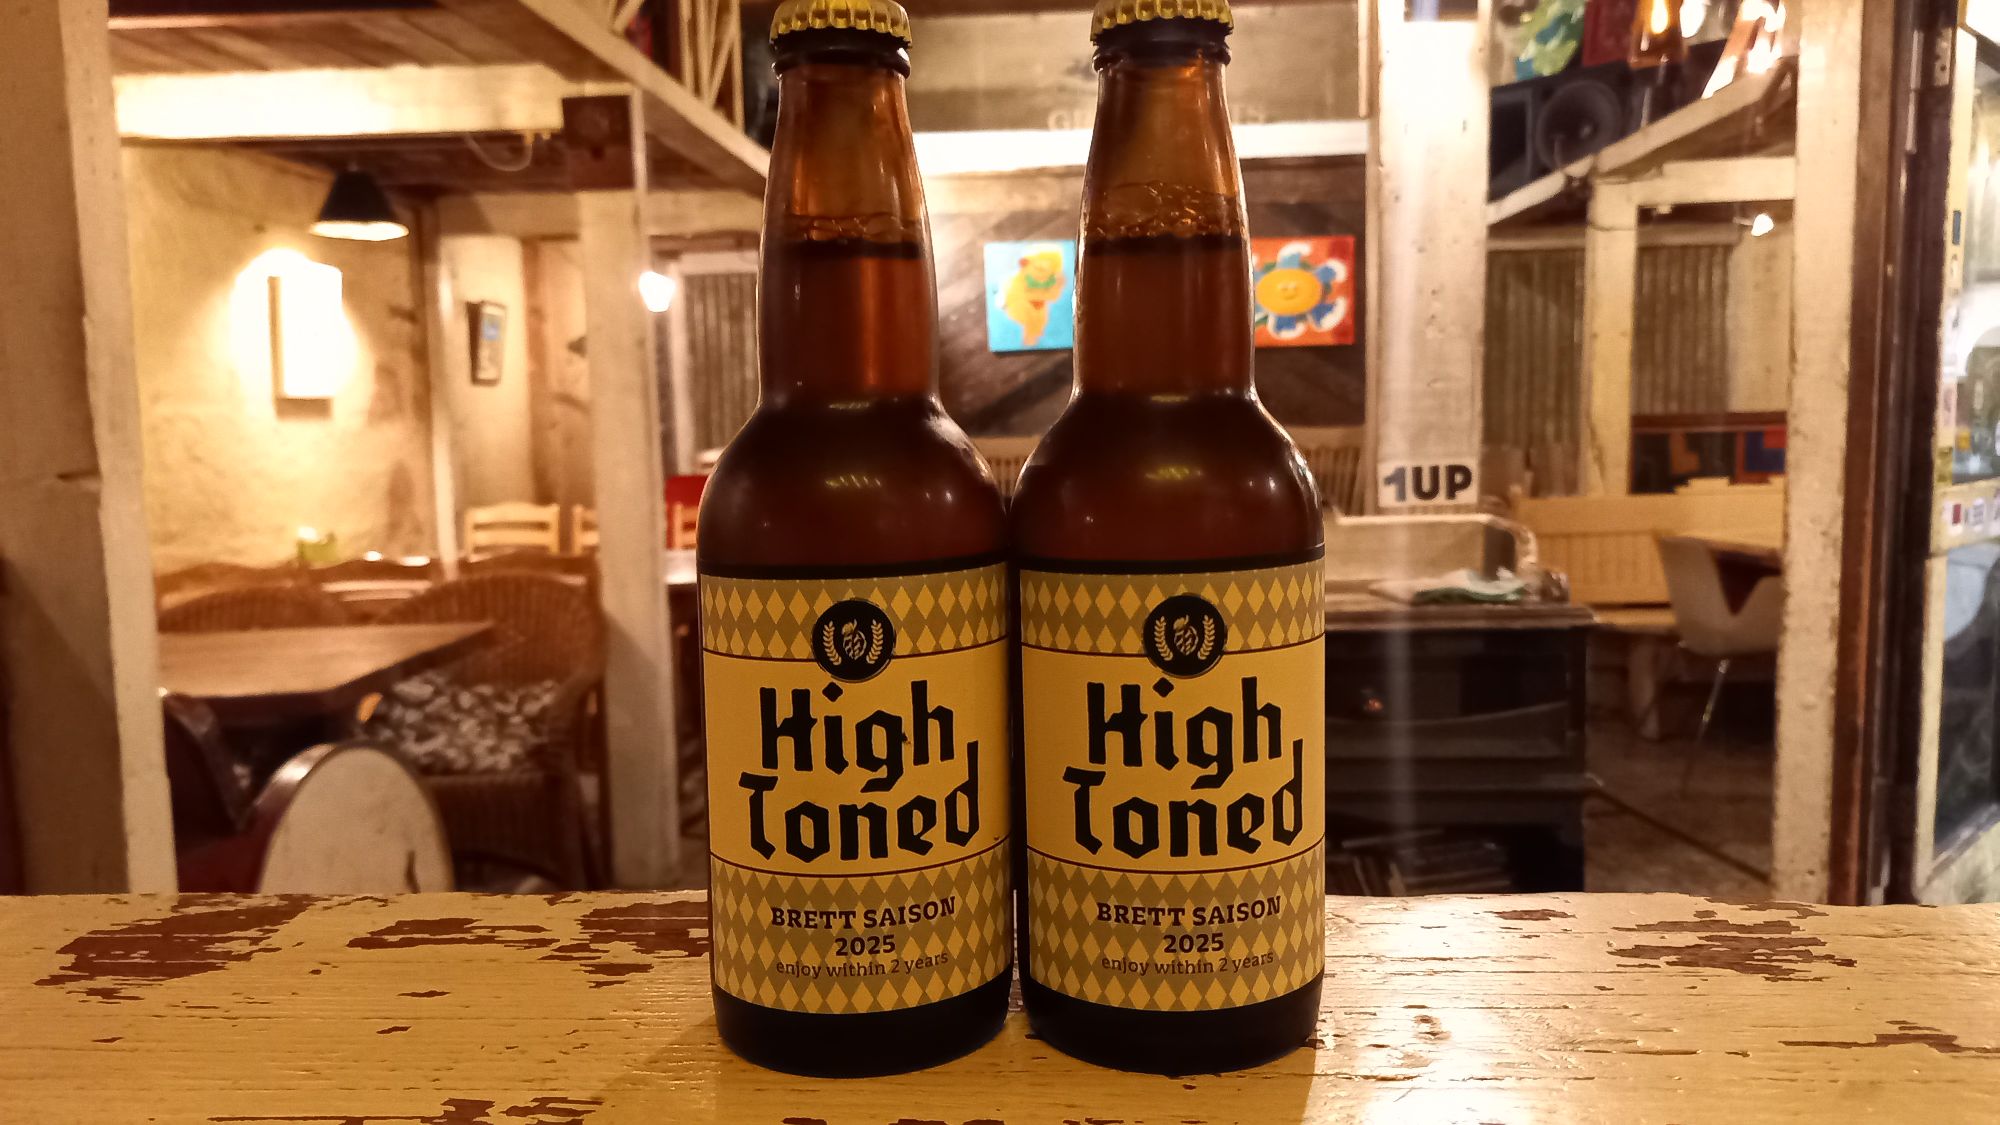 1UP
High
Toned
BRETT SAISON
2025
enjoy within 2 years
High
Toned
BRETT SAISON
2025
enjoy within 2 years